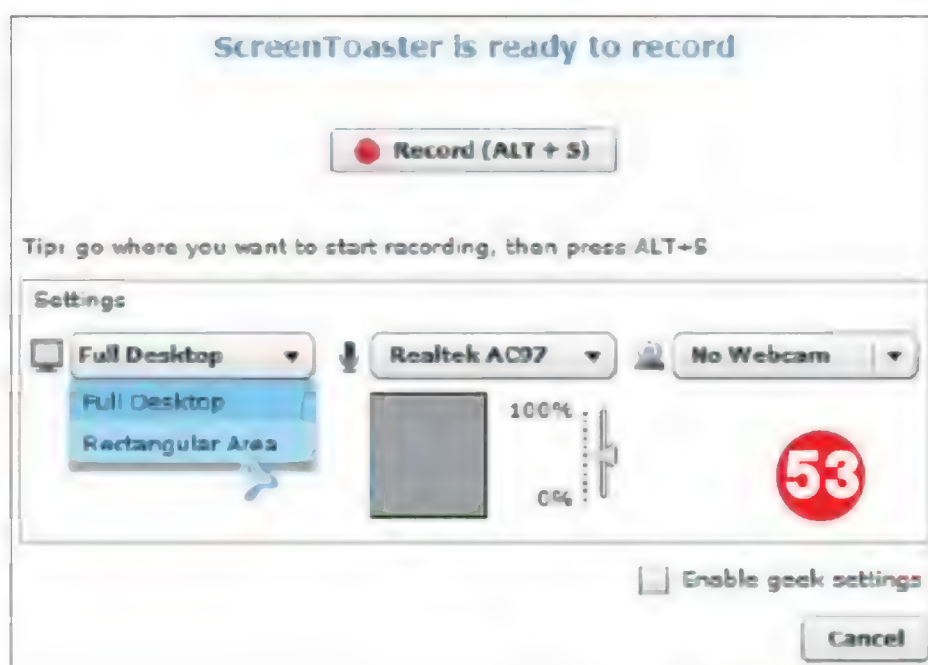 ScreenToaster is ready to record
Record (ALT + S)
Tip: go where you want to start recording, then press ALT+S
Settings
Full Desktop
Realtek AC97
No Webcam
Full Desktop
Rectangular Area
100%
0%
53
Enable geek settings
Cancel